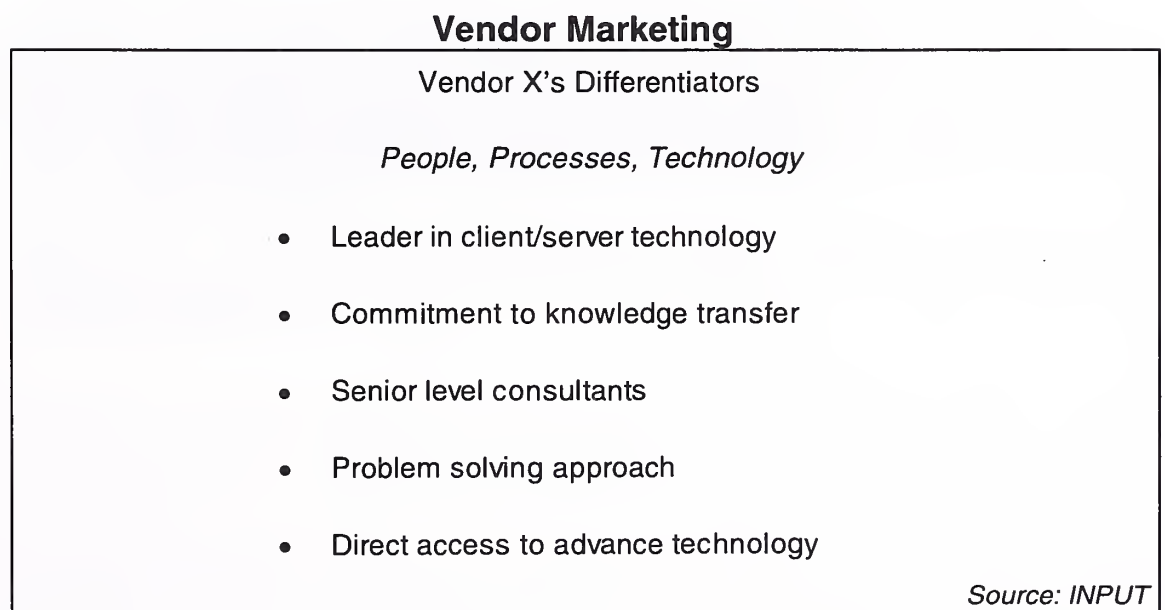 Vendor Marketing
Vendor X's Differentiators
People, Processes, Technology
• Leader in client/server technology
• Commitment to knowledge transfer
• Senior level consultants
• Problem solving approach
• Direct access to advance technology
Source: INPUT